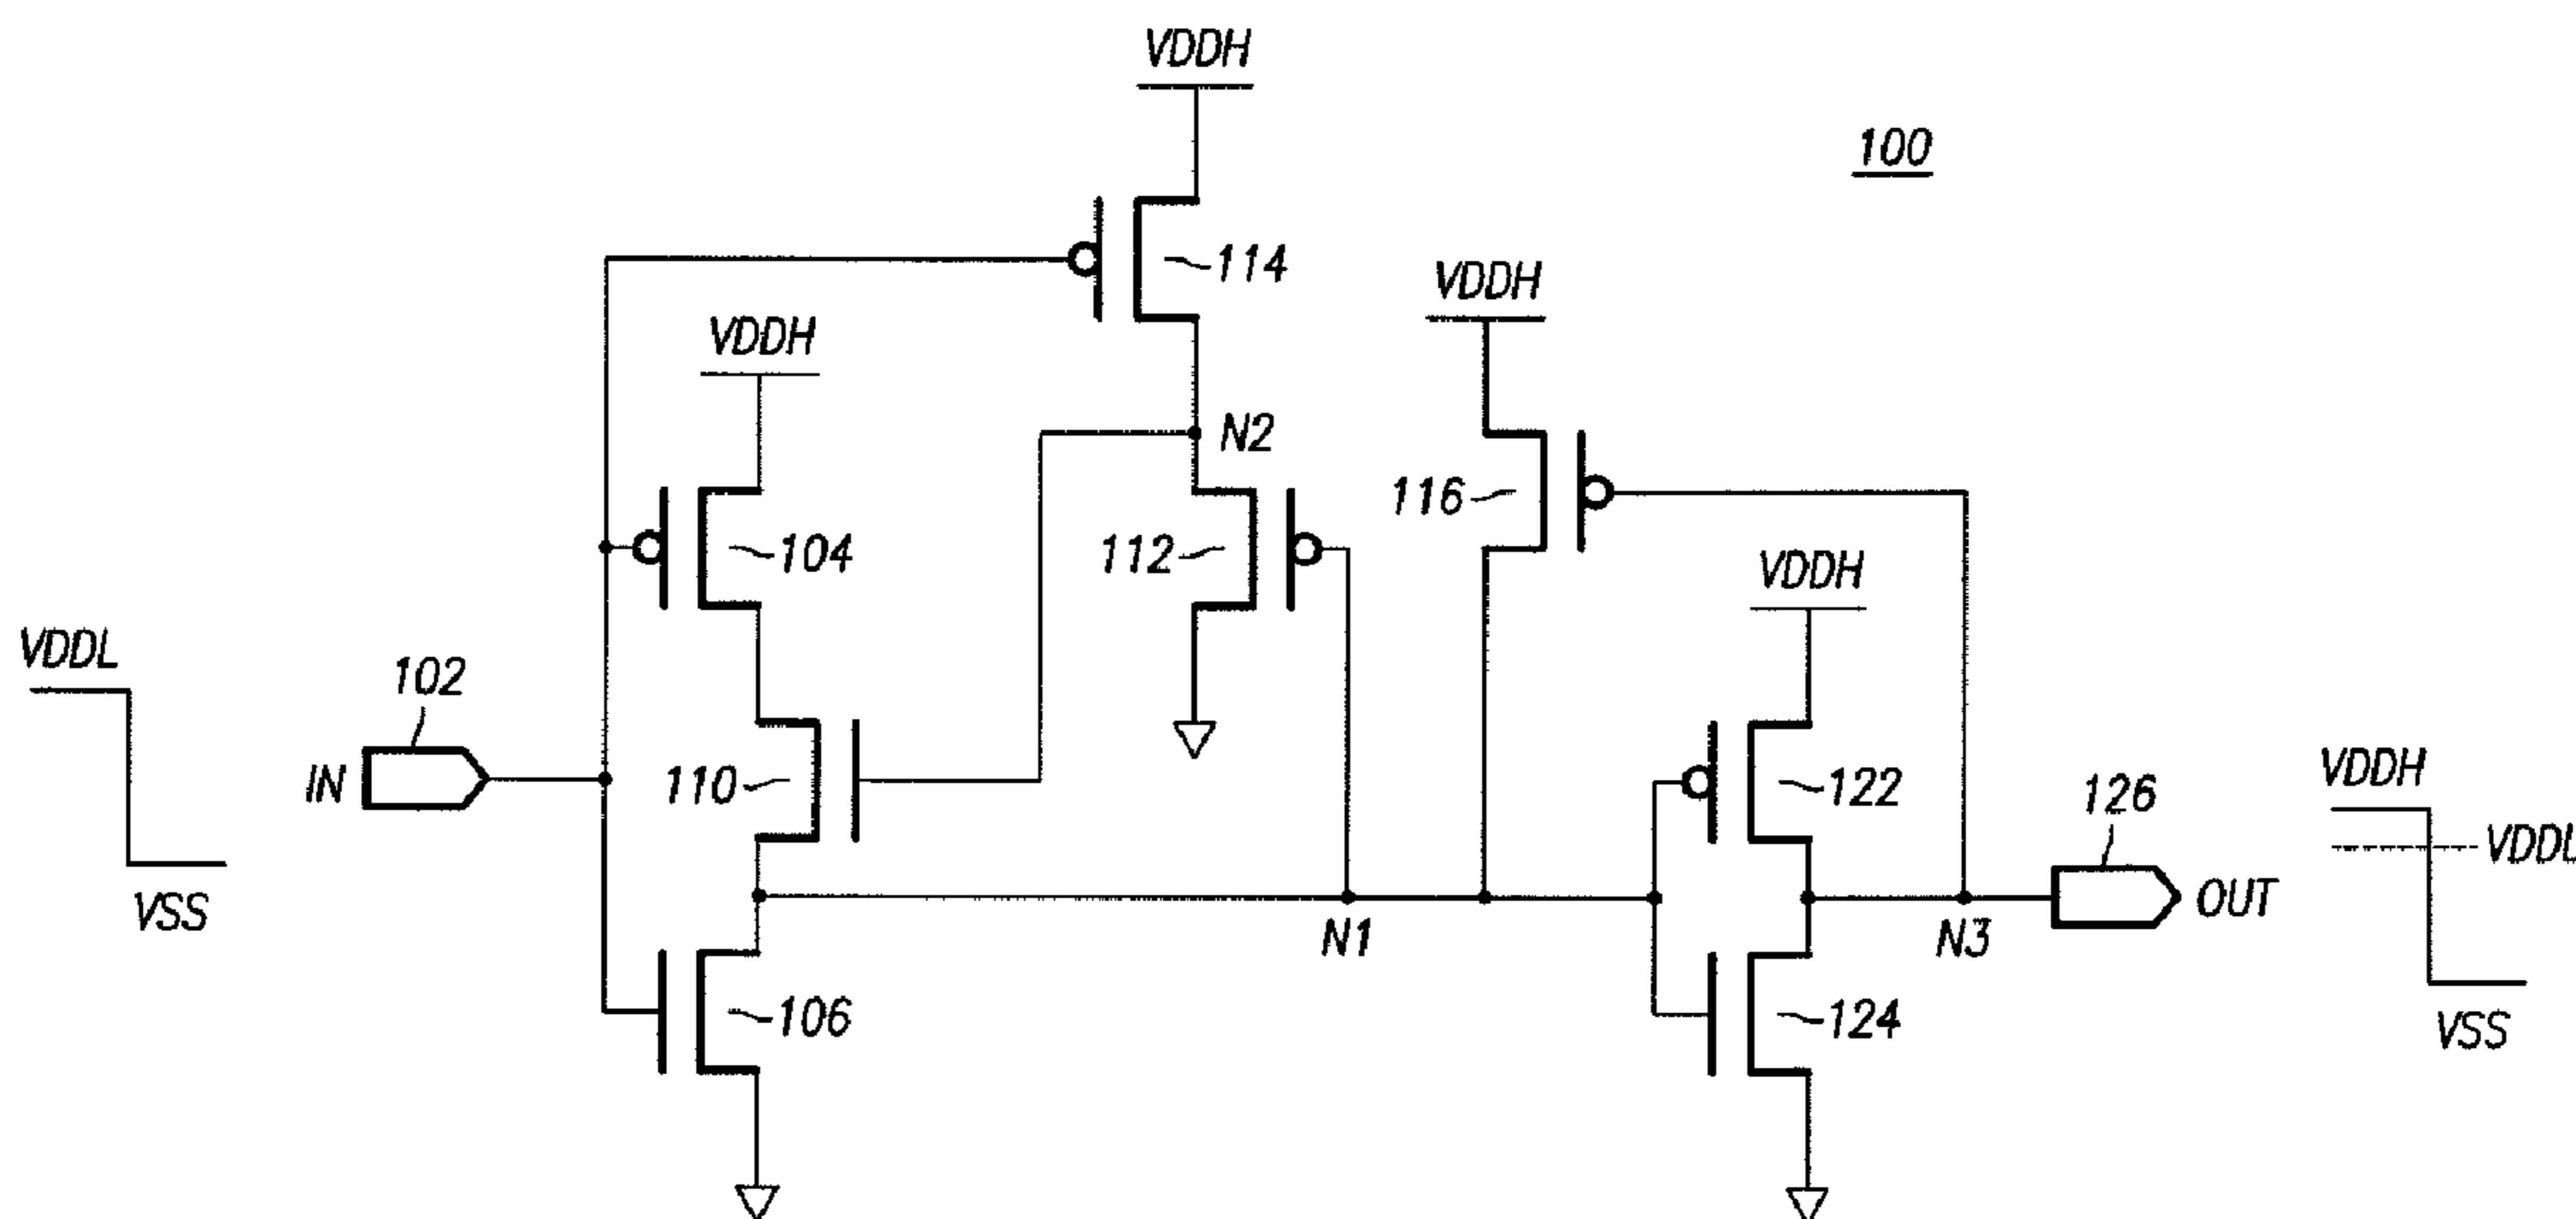 VDDH
100
114
VDDH
VDDH
N2
116
104
112
VDDH
VDDL
102
IN
110
122
VDDH
126
VDDL
VSS
N1
N3
OUT
106
124
VSS